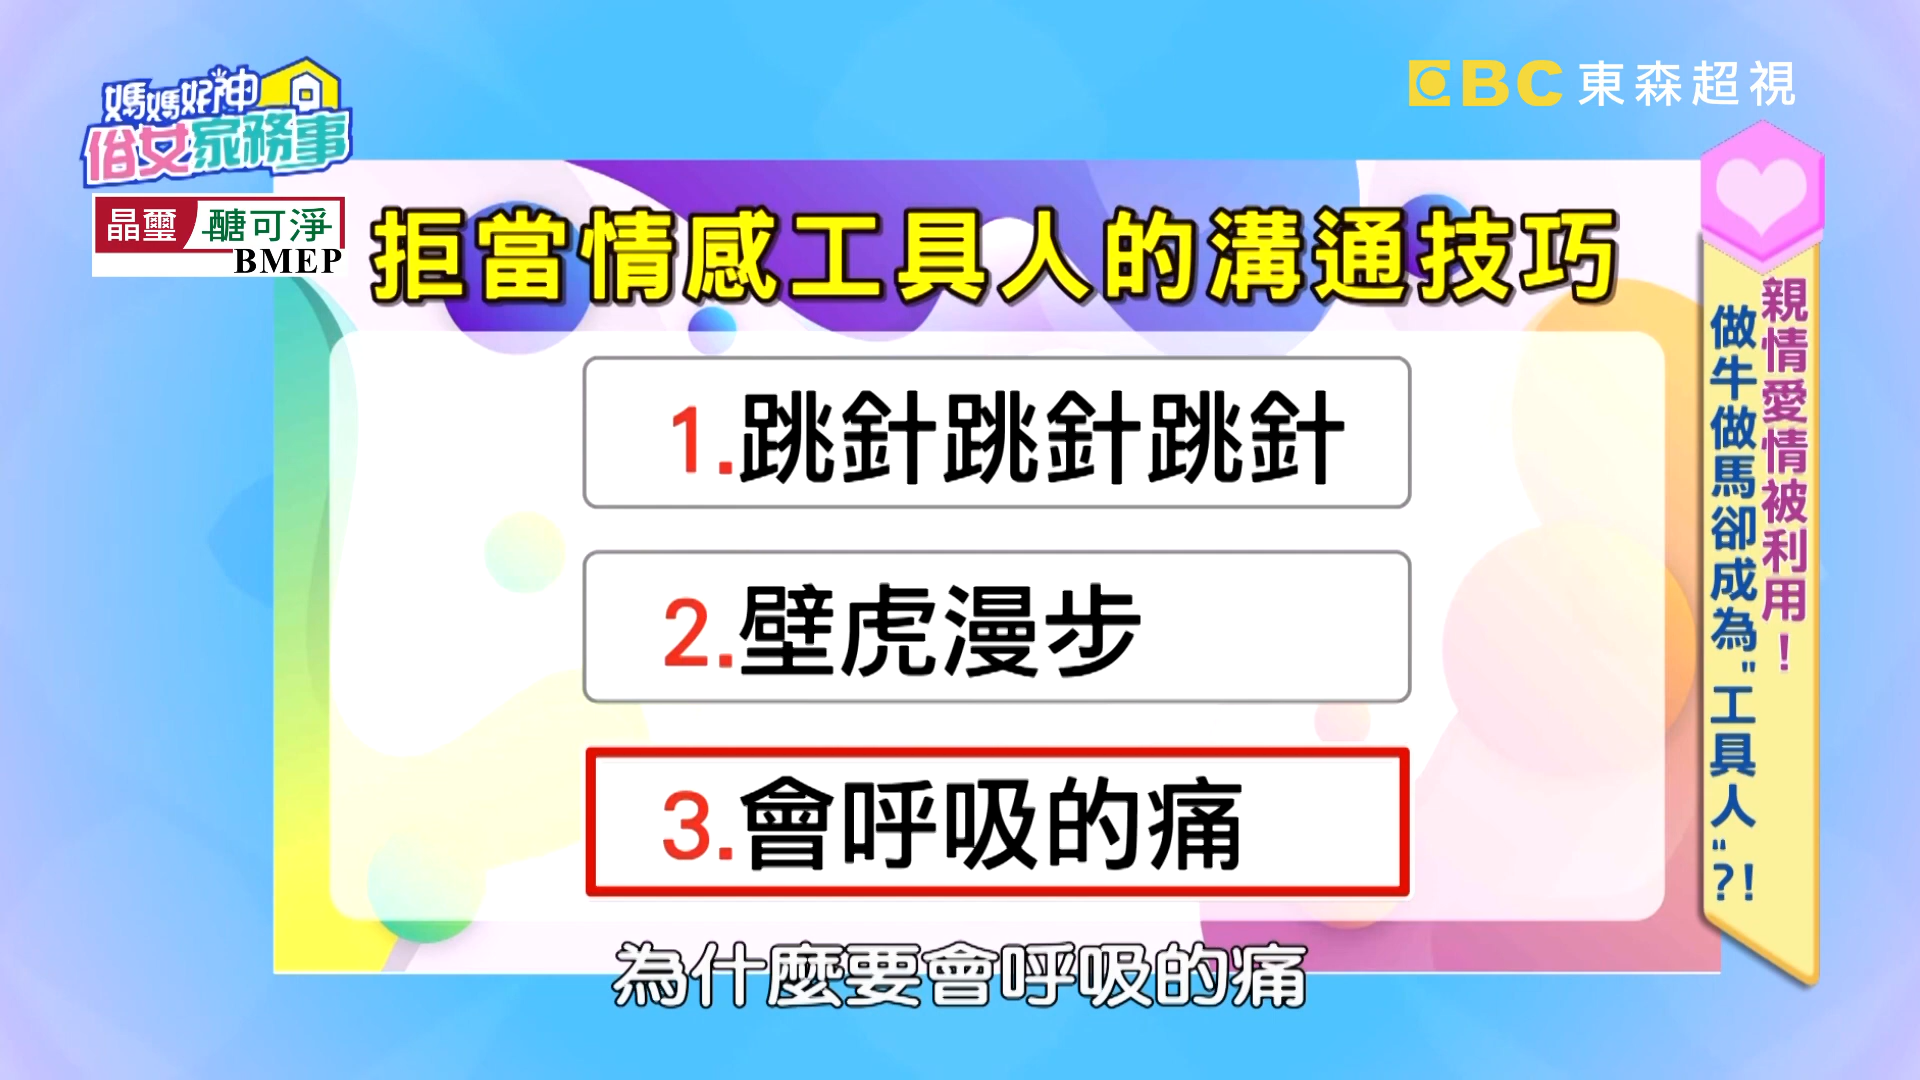 媽媽好神
俗女家務事
晶璽 醣可淨
BMEP
EBC 東森超視
拒當情感工具人的溝通技巧
1.跳針跳針跳針
2.壁虎漫步
3.會呼吸的痛
親情愛情被利用！
做牛做馬卻成為"工具人"?!
為什麼要會呼吸的痛